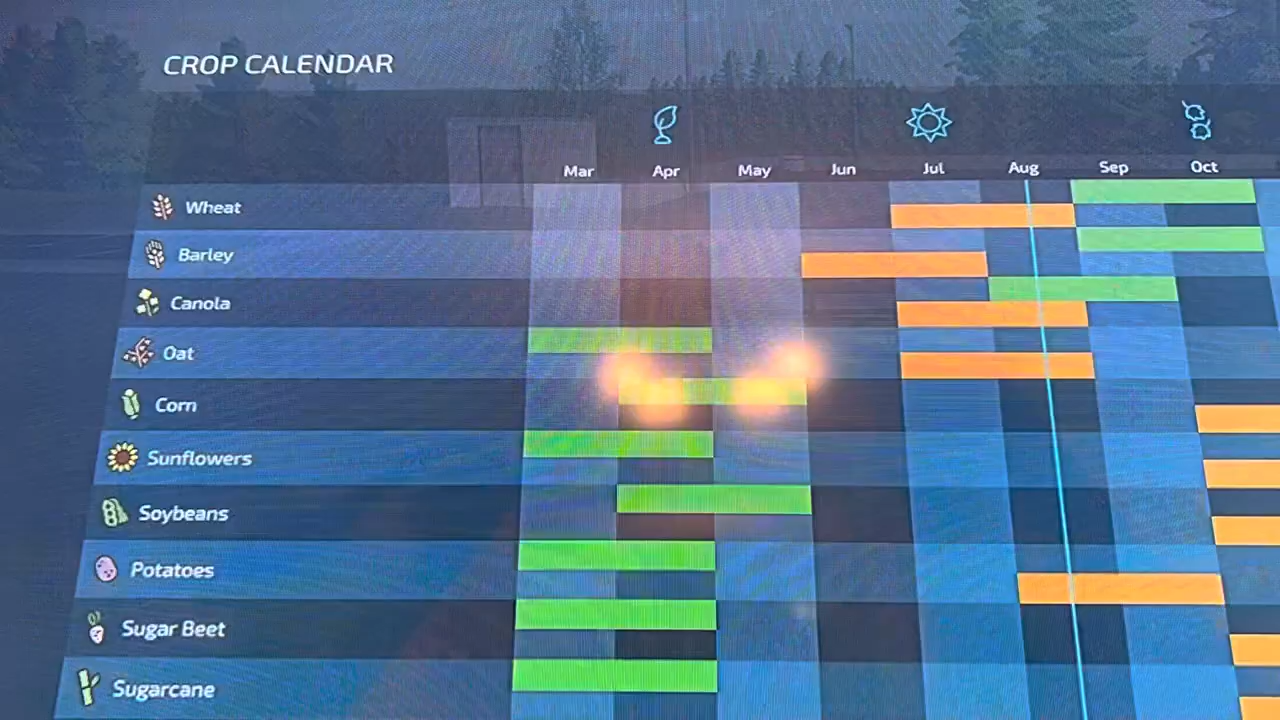 CROP CALENDAR
Mar Apr May Jun Jul Aug Sep Oct
Wheat
Barley
Canola
Oat
Corn
Sunflowers
Soybeans
Potatoes
Sugar Beet
Sugarcane